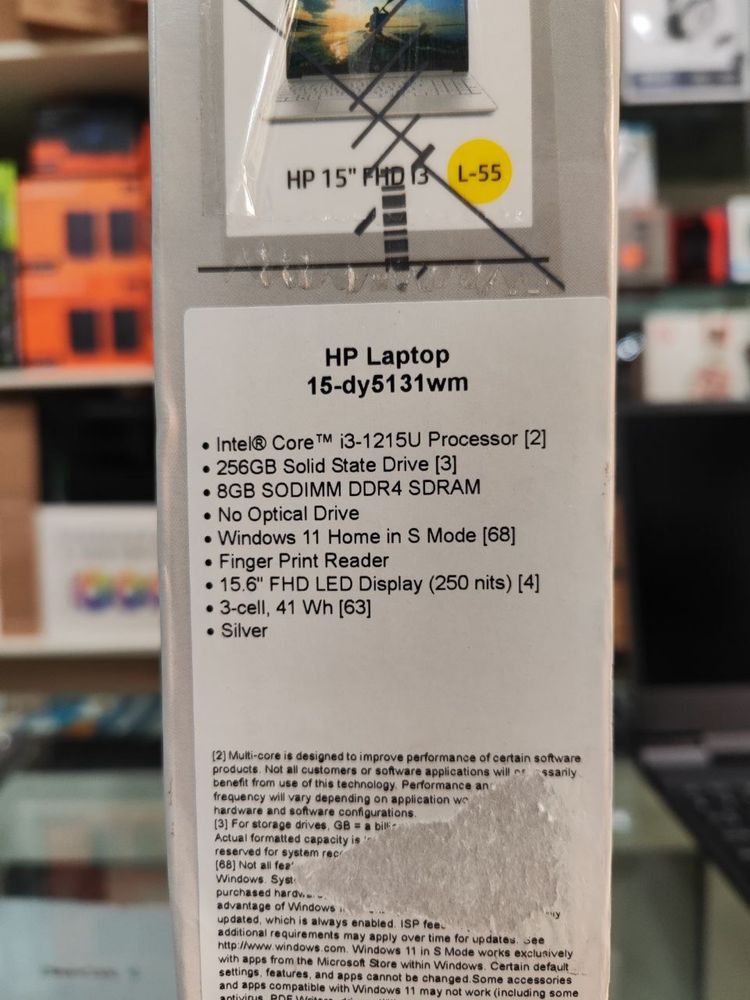 HP 15" FHD i3
L-55
HP Laptop
15-dy5131wm
• Intel® Core™ i3-1215U Processor [2]
• 256GB Solid State Drive [3]
• 8GB SODIMM DDR4 SDRAM
• No Optical Drive
• Windows 11 Home in S Mode [68]
• Finger Print Reader
• 15.6" FHD LED Display (250 nits) [4]
• 3-cell, 41 Wh [63]
• Silver
[2] Multi-core is designed to improve performance of certain software
products. Not all customers or software applications will
benefit from use of this technology. Performance
frequency will vary depending on application
hardware and software configurations.
[3] For storage drives, GB = a
Actual formatted capacity is
reserved for system
[68] Not all
Windows.
purchased
advantage of Windows
updated, which is always enabled. ISP
additional requirements may apply over time for updates. See
http://www.windows.com. Windows 11 in S Mode works exclusively
with apps from the Microsoft Store within Windows. Certain default
settings, features, and apps cannot be changed.Some accessories
and apps compatible with Windows 11 may not work (including some
antivirus, PDF